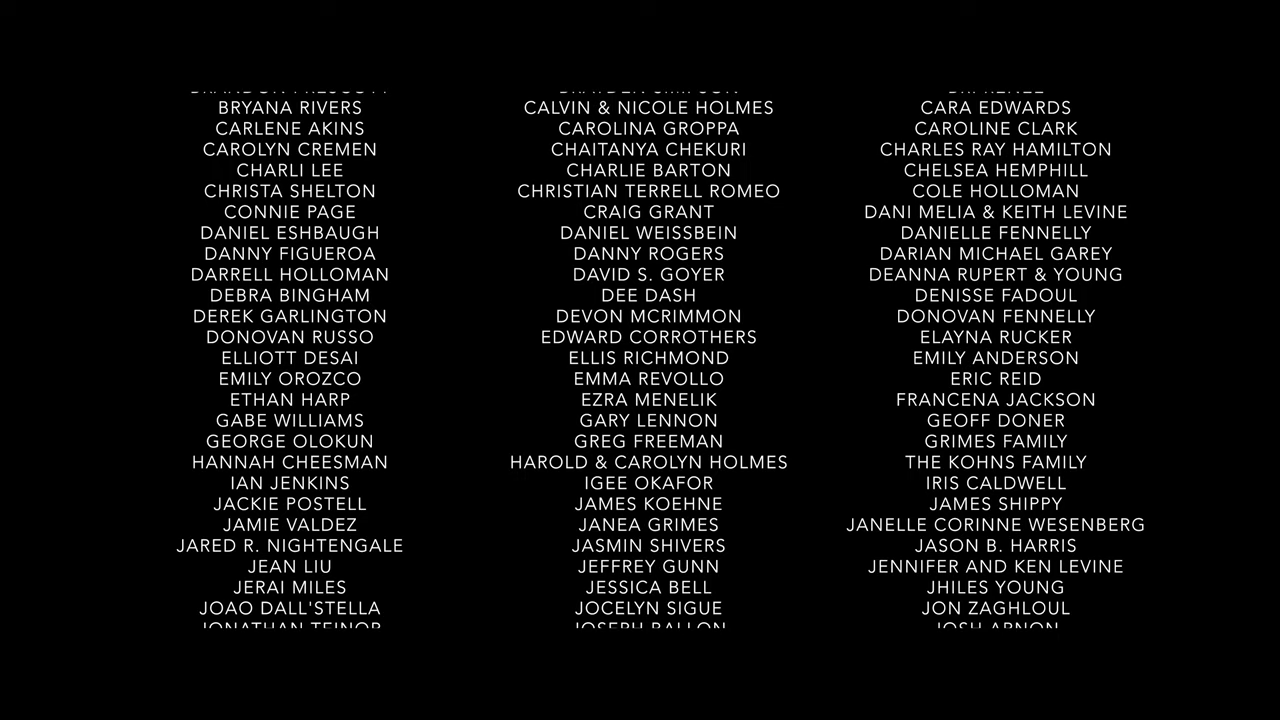 BRYANA RIVERS CALVIN & NICOLE HOLMES CARA EDWARDS
CARLENE AKINS CAROLINA GROPPA CAROLINE CLARK
CAROLYN CREMEN CHAITANYA CHEKURI CHARLES RAY HAMILTON
CHARLI LEE CHARLIE BARTON CHELSEA HEMPHILL
CHRISTA SHELTON CHRISTIAN TERRELL ROMEO COLE HOLLOMAN
CONNIE PAGE CRAIG GRANT DANI MELIA & KEITH LEVINE
DANIEL ESHBAUGH DANIEL WEISSBEIN DANIELLE FENNELLY
DANNY FIGUEROA DANNY ROGERS DARIAN MICHAEL GAREY
DARRELL HOLLOMAN DAVID S. GOYER DEANNA RUPERT & YOUNG
DEBRA BINGHAM DEE DASH DENISSE FADOUL
DEREK GARLINGTON DEVON MCRIMMON DONOVAN FENNELLY
DONOVAN RUSSO EDWARD CORROTHERS ELAYNA RUCKER
ELLIOTT DESAI ELLIS RICHMOND EMILY ANDERSON
EMILY OROZCO EMMA REVOLLO ERIC REID
ETHAN HARP EZRA MENELIK FRANCENA JACKSON
GABE WILLIAMS GARY LENNON GEOFF DONER
GEORGE OLOKUN GREG FREEMAN GRIMES FAMILY
HANNAH CHEESMAN HAROLD & CAROLYN HOLMES THE KOHNS FAMILY
IAN JENKINS IGEE OKAFOR IRIS CALDWELL
JACKIE POSTELL JAMES KOEHNE JAMES SHIPPY
JAMIE VALDEZ JANEA GRIMES JANELLE CORINNE WESENBERG
JARED R. NIGHTENGALE JASMIN SHIVERS JASON B. HARRIS
JEAN LIU JEFFREY GUNN JENNIFER AND KEN LEVINE
JERAI MILES JESSICA BELL JHILES YOUNG
JOAO DALL'STELLA JOCELYN SIGUE JON ZAGHLOUL